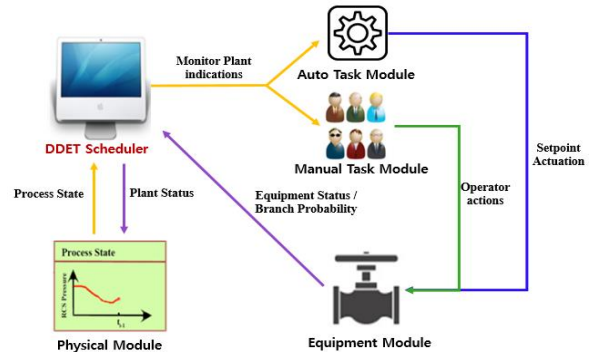 Monitor Plant
indications
Auto Task Module
DDET Scheduler
Manual Task Module
Setpoint
Actuation
Process State
Plant Status
Equipment Status /
Branch Probability
Operator
actions
Process State
RCS Pressure
Physical Module
Equipment Module